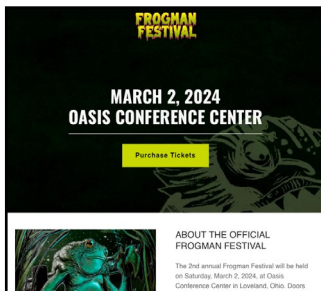 FROGMAN
FESTIVAL
MARCH 2, 2024
OASIS CONFERENCE CENTER
Purchase Tickets
ABOUT THE OFFICIAL
FROGMAN FESTIVAL
The 2nd annual Frogman Festival will be held
on Saturday, March 2, 2024, at Oasis
Conference Center in Loveland, Ohio. Doors